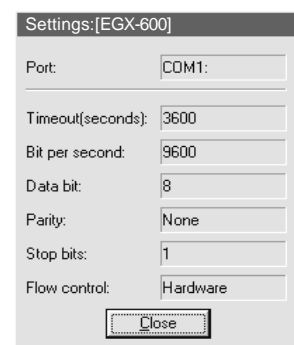 Settings:[EGX-600]
Port: COM1:
Timeout(seconds): 3600
Bit per second: 9600
Data bit: 8
Parity: None
Stop bits: 1
Flow control: Hardware
Close